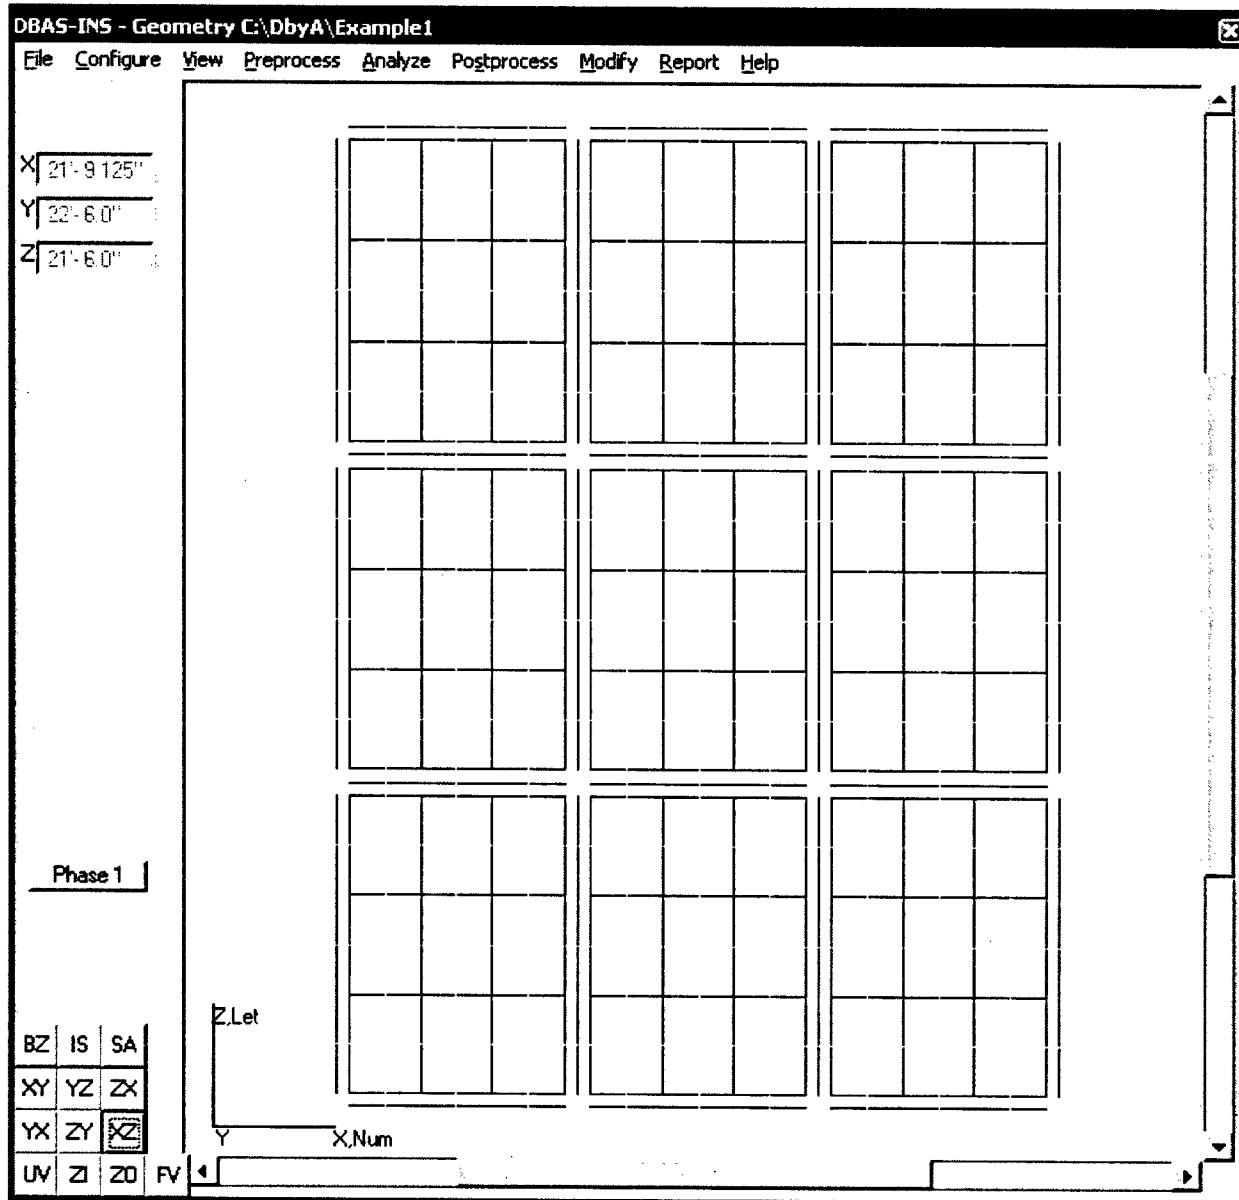 DBAS-INS - Geometry C:\DbyA\Example1
File Configure View Preprocess Analyze Postprocess Modify Report Help
X 21'- 9.125"
Y 22'- 6.0"
Z 21'- 6.0"
Phase 1
Z,Let
Y X,Num
BZ IS SA
XY YZ ZX
YX ZY XZ
UV ZI ZO FV